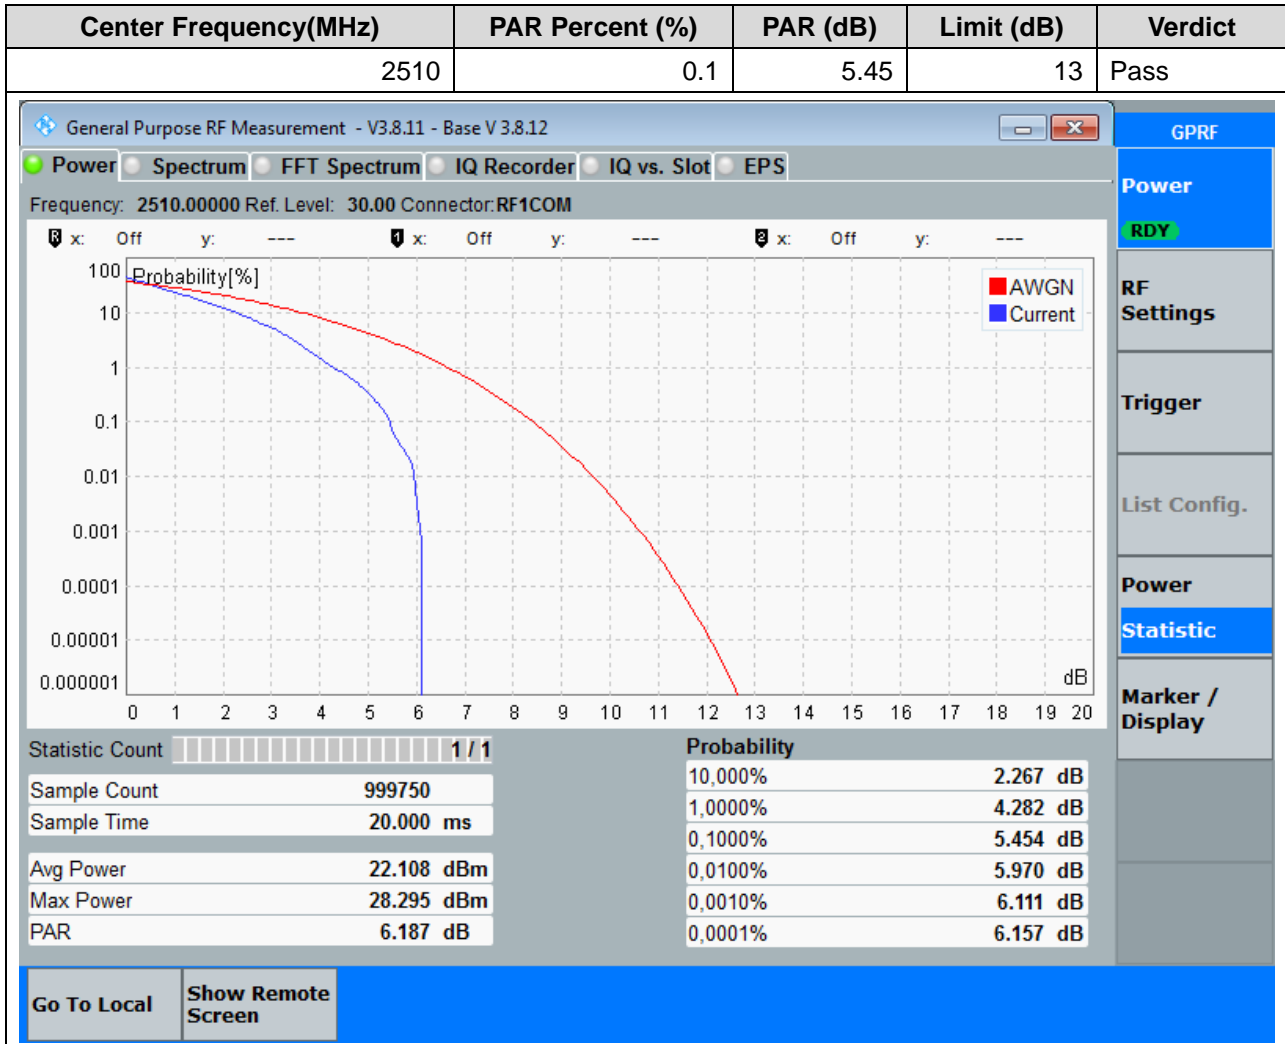 Center Frequency(MHz) PAR Percent (%) PAR (dB) Limit (dB) Verdict
2510 0.1 5.45 13 Pass
General Purpose RF Measurement - V3.8.11 - Base V 3.8.12
GPRF
Power Spectrum FFT Spectrum IQ Recorder IQ vs. Slot EPS
Frequency: 2510.00000 Ref. Level: 30.00 Connector: RF1COM
R x: Off y: --- 1 x: Off y: --- 2 x: Off y: ---
Probability[%]
AWGN
Current
100
10
1
0.1
0.01
0.001
0.0001
0.00001
0.000001
dB
0 1 2 3 4 5 6 7 8 9 10 11 12 13 14 15 16 17 18 19 20
Statistic Count 1 / 1
Sample Count 999750
Sample Time 20.000 ms
Avg Power 22.108 dBm
Max Power 28.295 dBm
PAR 6.187 dB
Probability
10,000% 2.267 dB
1,0000% 4.282 dB
0,1000% 5.454 dB
0,0100% 5.970 dB
0,0010% 6.111 dB
0,0001% 6.157 dB
Power
RDY
RF
Settings
Trigger
List Config.
Power
Statistic
Marker /
Display
Go To Local
Show Remote
Screen